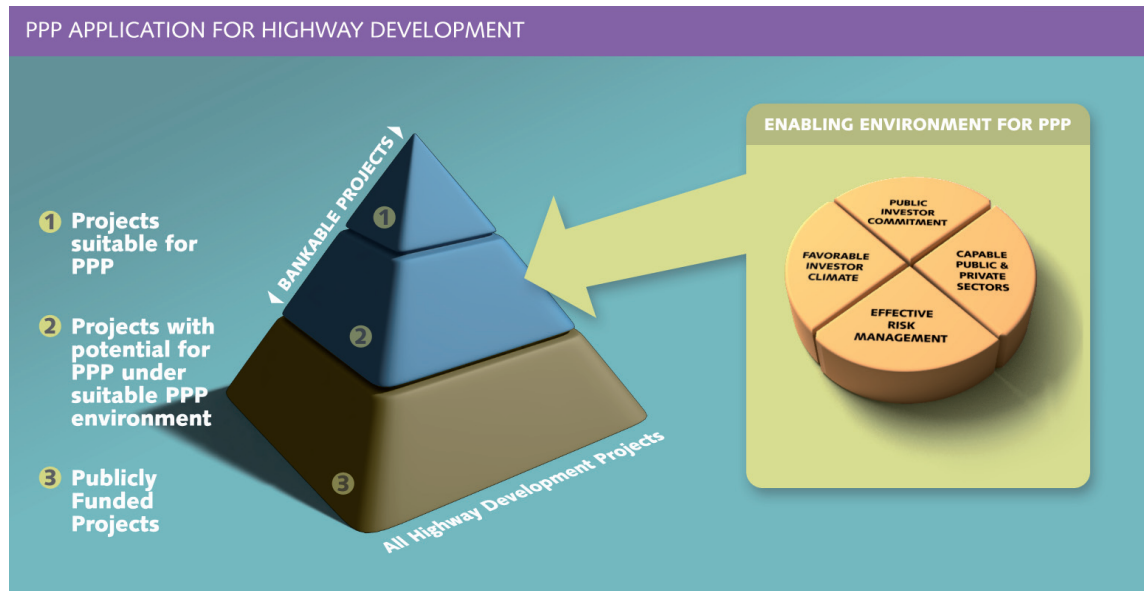 PPP APPLICATION FOR HIGHWAY DEVELOPMENT
1 Projects
suitable for
PPP
2 Projects with
potential for
PPP under
suitable PPP
environment
3 Publicly
Funded
Projects
BANKABLE PROJECTS
1
2
3
All Highway Development Projects
ENABLING ENVIRONMENT FOR PPP
PUBLIC
INVESTOR
COMMITMENT
FAVORABLE
INVESTOR
CLIMATE
CAPABLE
PUBLIC &
PRIVATE
SECTORS
EFFECTIVE
RISK
MANAGEMENT